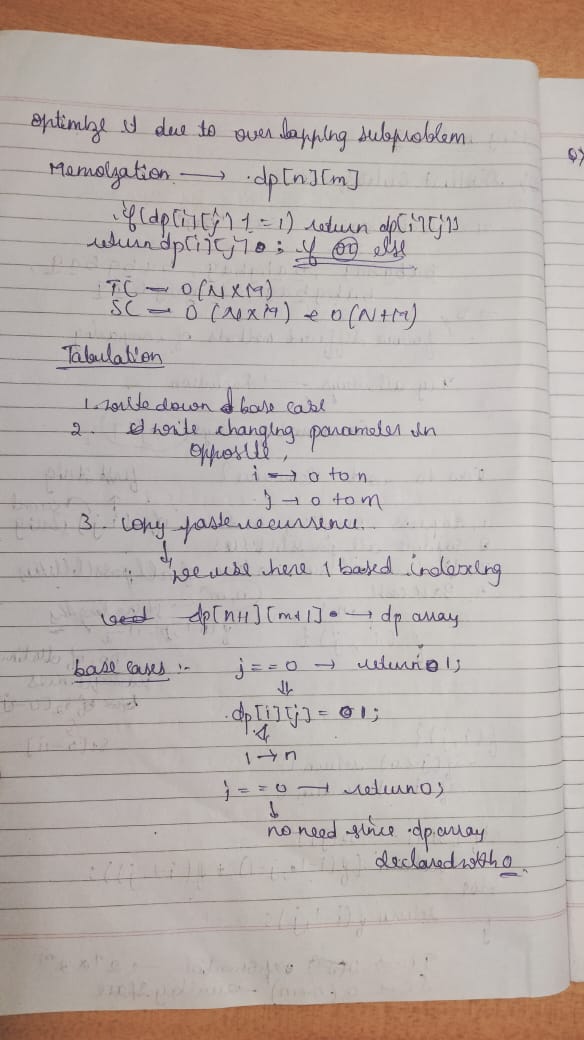 optimize it due to overlapping subproblem
Memoization → dp[n][m]
if(dp[i][j] != -1) return dp[i][j];
return dp[i][j]; if or else
TC - O(N×M)
SC - O(N×M) + O(N+M)
Tabulation
1. write down base case
2. write changing parameter in
opposite,
i → 0 to n
j → 0 to m
3. Copy paste recurrence.
↓
we use here 1 based indexing
dp[n+1][m+1] → dp array
base cases :- j == 0 → return 1;
⇓
dp[i][j] = 1;
1 → n
i == 0 → return 0;
↓
no need since dp array
declared with 0.
Q)